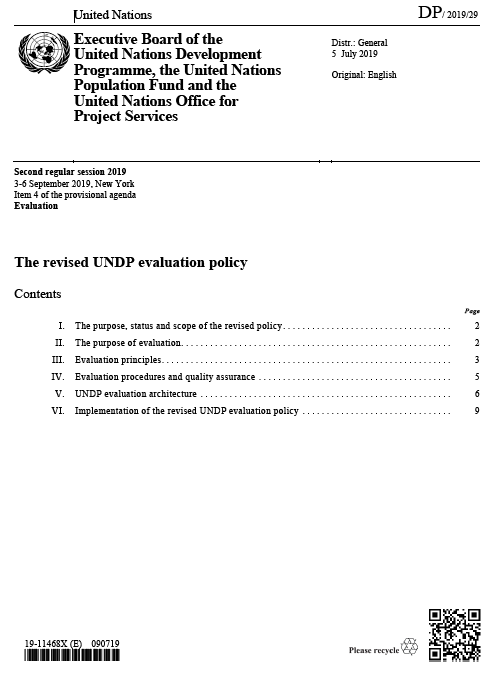 United Nations
DP/ 2019/29
Executive Board of the
United Nations Development
Programme, the United Nations
Population Fund and the
United Nations Office for
Project Services
Distr.: General
5 July 2019
Original: English
Second regular session 2019
3-6 September 2019, New York
Item 4 of the provisional agenda
Evaluation
The revised UNDP evaluation policy
Contents
Page
I. The purpose, status and scope of the revised policy. . . . . . . . . . . . . . . . . . . . . . . . . . . . . . . . . . . 2
II. The purpose of evaluation. . . . . . . . . . . . . . . . . . . . . . . . . . . . . . . . . . . . . . . . . . . . . . . . . . . . . . . . 2
III. Evaluation principles. . . . . . . . . . . . . . . . . . . . . . . . . . . . . . . . . . . . . . . . . . . . . . . . . . . . . . . . . . . . 3
IV. Evaluation procedures and quality assurance . . . . . . . . . . . . . . . . . . . . . . . . . . . . . . . . . . . . . . . . 5
V. UNDP evaluation architecture . . . . . . . . . . . . . . . . . . . . . . . . . . . . . . . . . . . . . . . . . . . . . . . . . . . . 6
VI. Implementation of the revised UNDP evaluation policy . . . . . . . . . . . . . . . . . . . . . . . . . . . . . . . 9
19-11468X (E) 090719
Please recycle